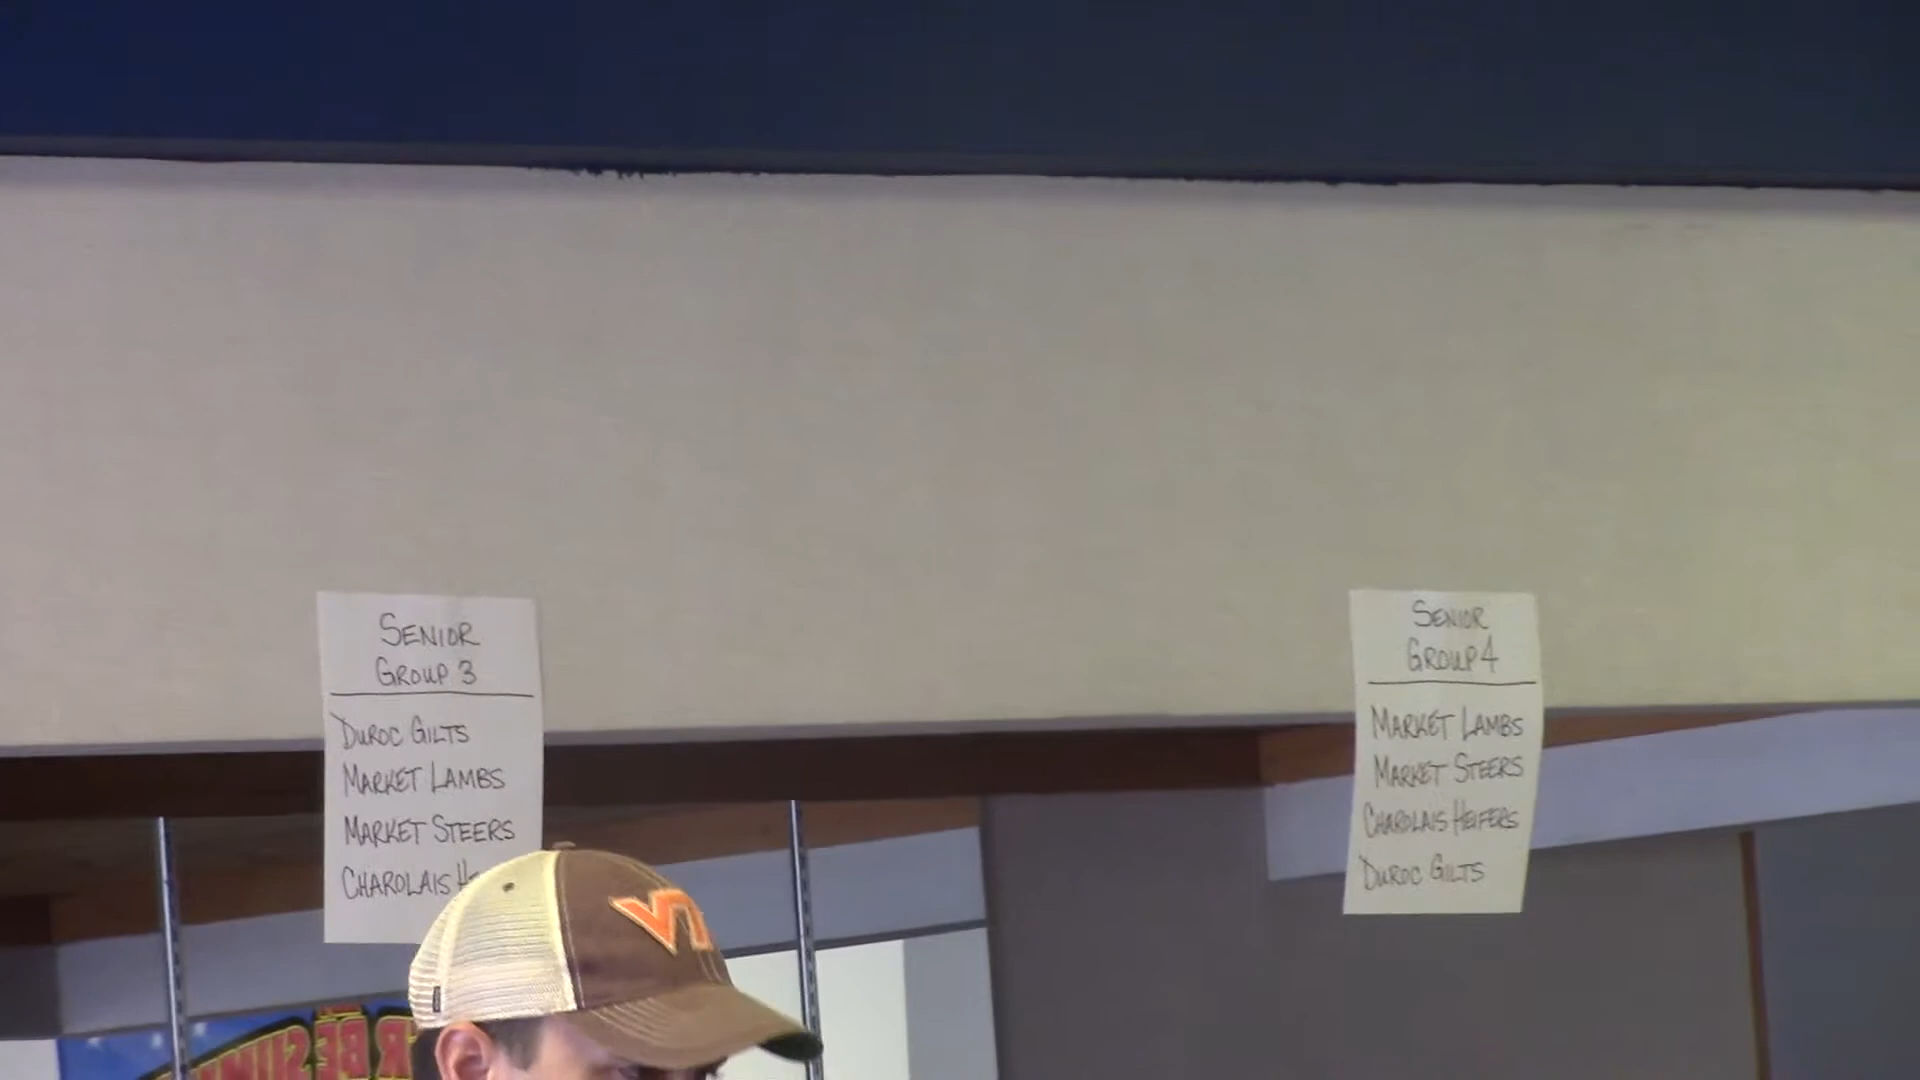 SENIOR
GROUP 3
DUROC GILTS
MARKET LAMBS
MARKET STEERS
CHAROLAIS
SENIOR
GROUP 4
MARKET LAMBS
MARKET STEERS
CHAROLAIS HEIFERS
DUROC GILTS
VT